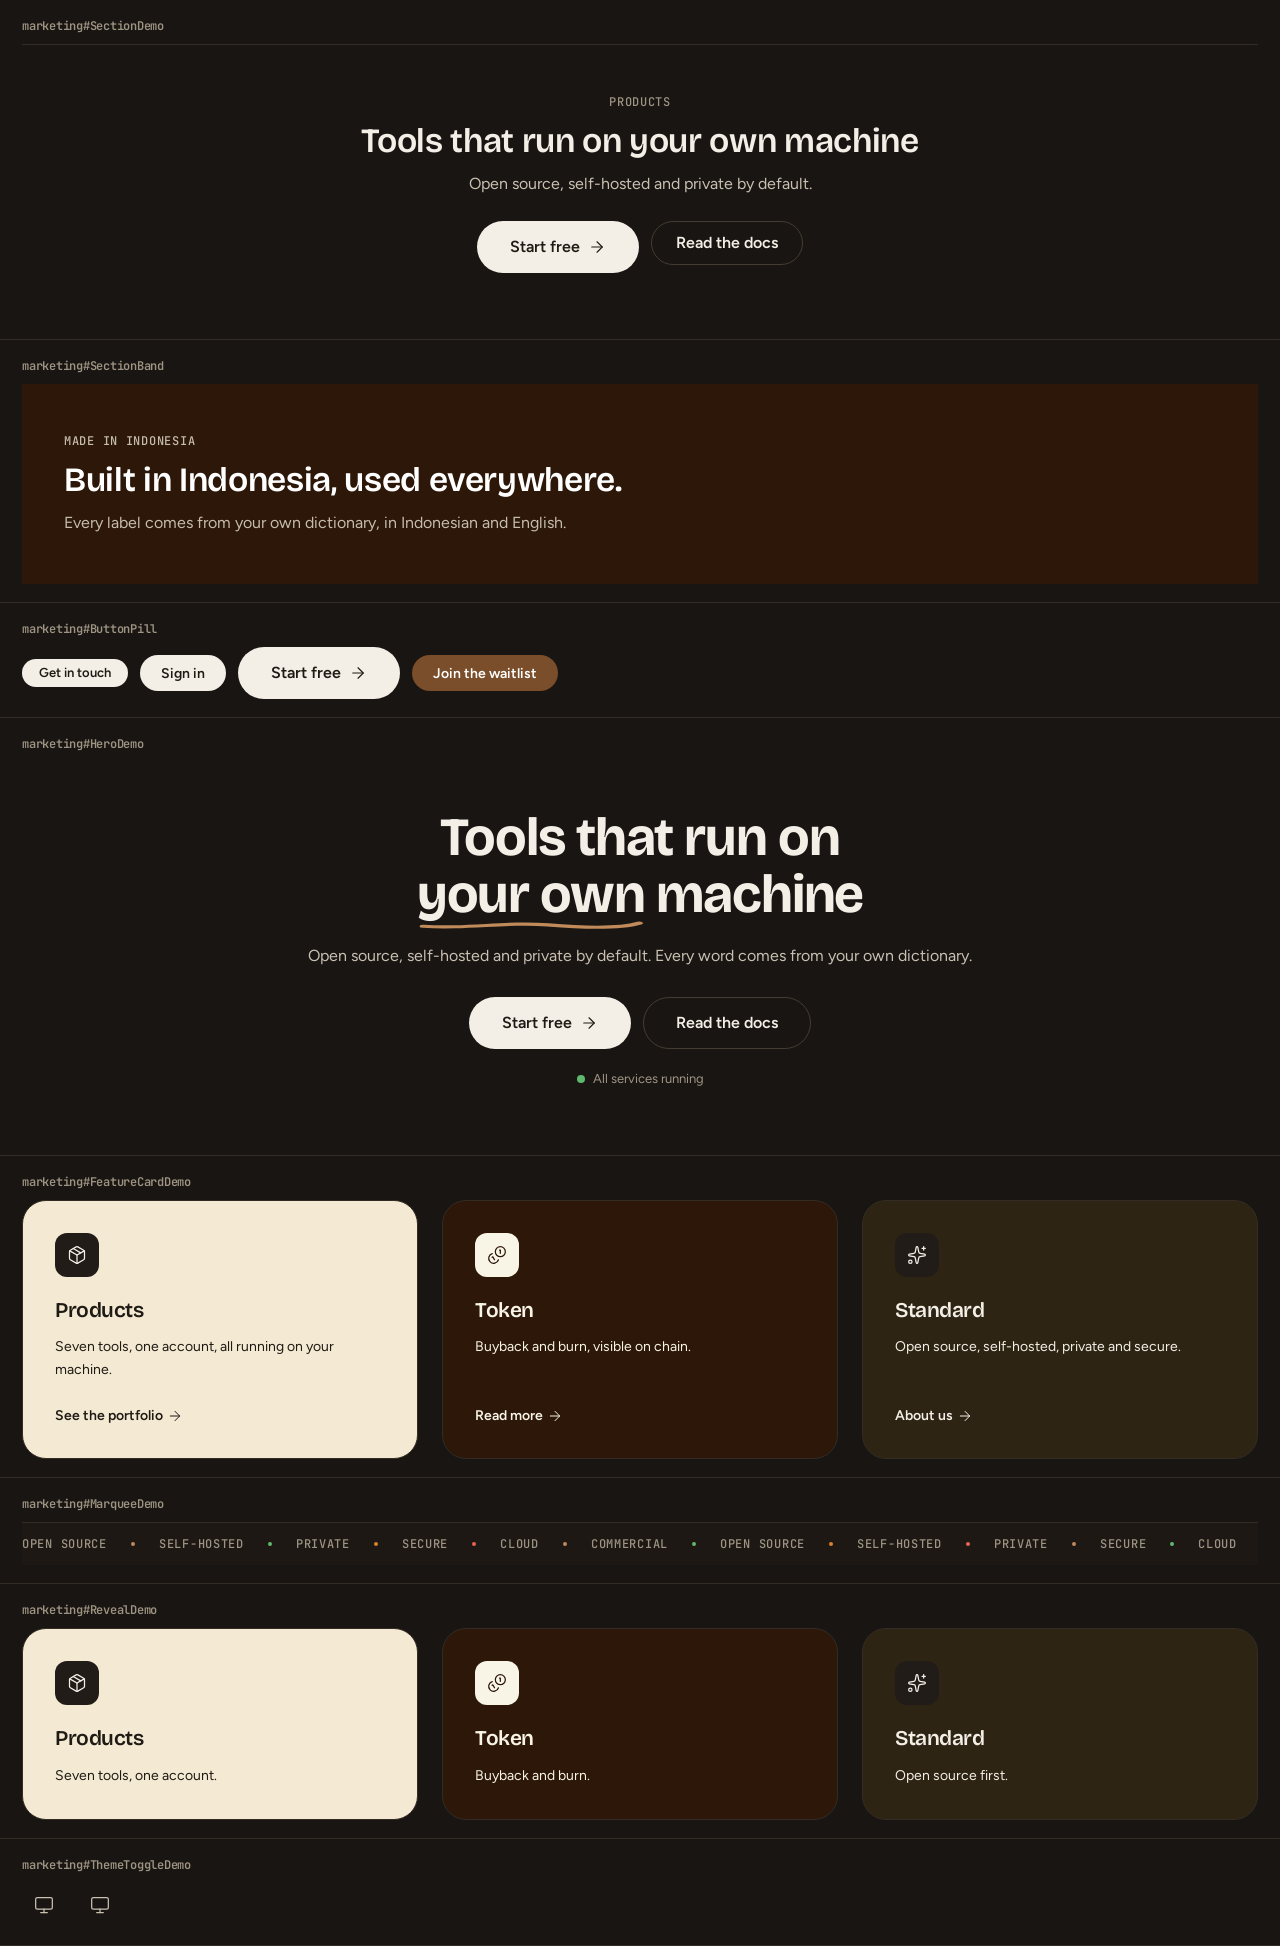 marketing#SectionDemo
PRODUCTS
Tools that run on your own machine
Open source, self-hosted and private by default.
Start free
Read the docs
marketing#SectionBand
MADE IN INDONESIA
Built in Indonesia, used everywhere.
Every label comes from your own dictionary, in Indonesian and English.
marketing#ButtonPill
Get in touch
Sign in
Start free
Join the waitlist
marketing#HeroDemo
Tools that run on
your own machine
Open source, self-hosted and private by default. Every word comes from your own dictionary.
Start free
Read the docs
All services running
marketing#FeatureCardDemo
Products
Seven tools, one account, all running on your
machine.
See the portfolio
Token
Buyback and burn, visible on chain.
Read more
Standard
Open source, self-hosted, private and secure.
About us
marketing#MarqueeDemo
OPEN SOURCE • SELF-HOSTED • PRIVATE • SECURE • CLOUD • COMMERCIAL • OPEN SOURCE • SELF-HOSTED • PRIVATE • SECURE • CLOUD
marketing#RevealDemo
Products
Seven tools, one account.
Token
Buyback and burn.
Standard
Open source first.
marketing#ThemeToggleDemo